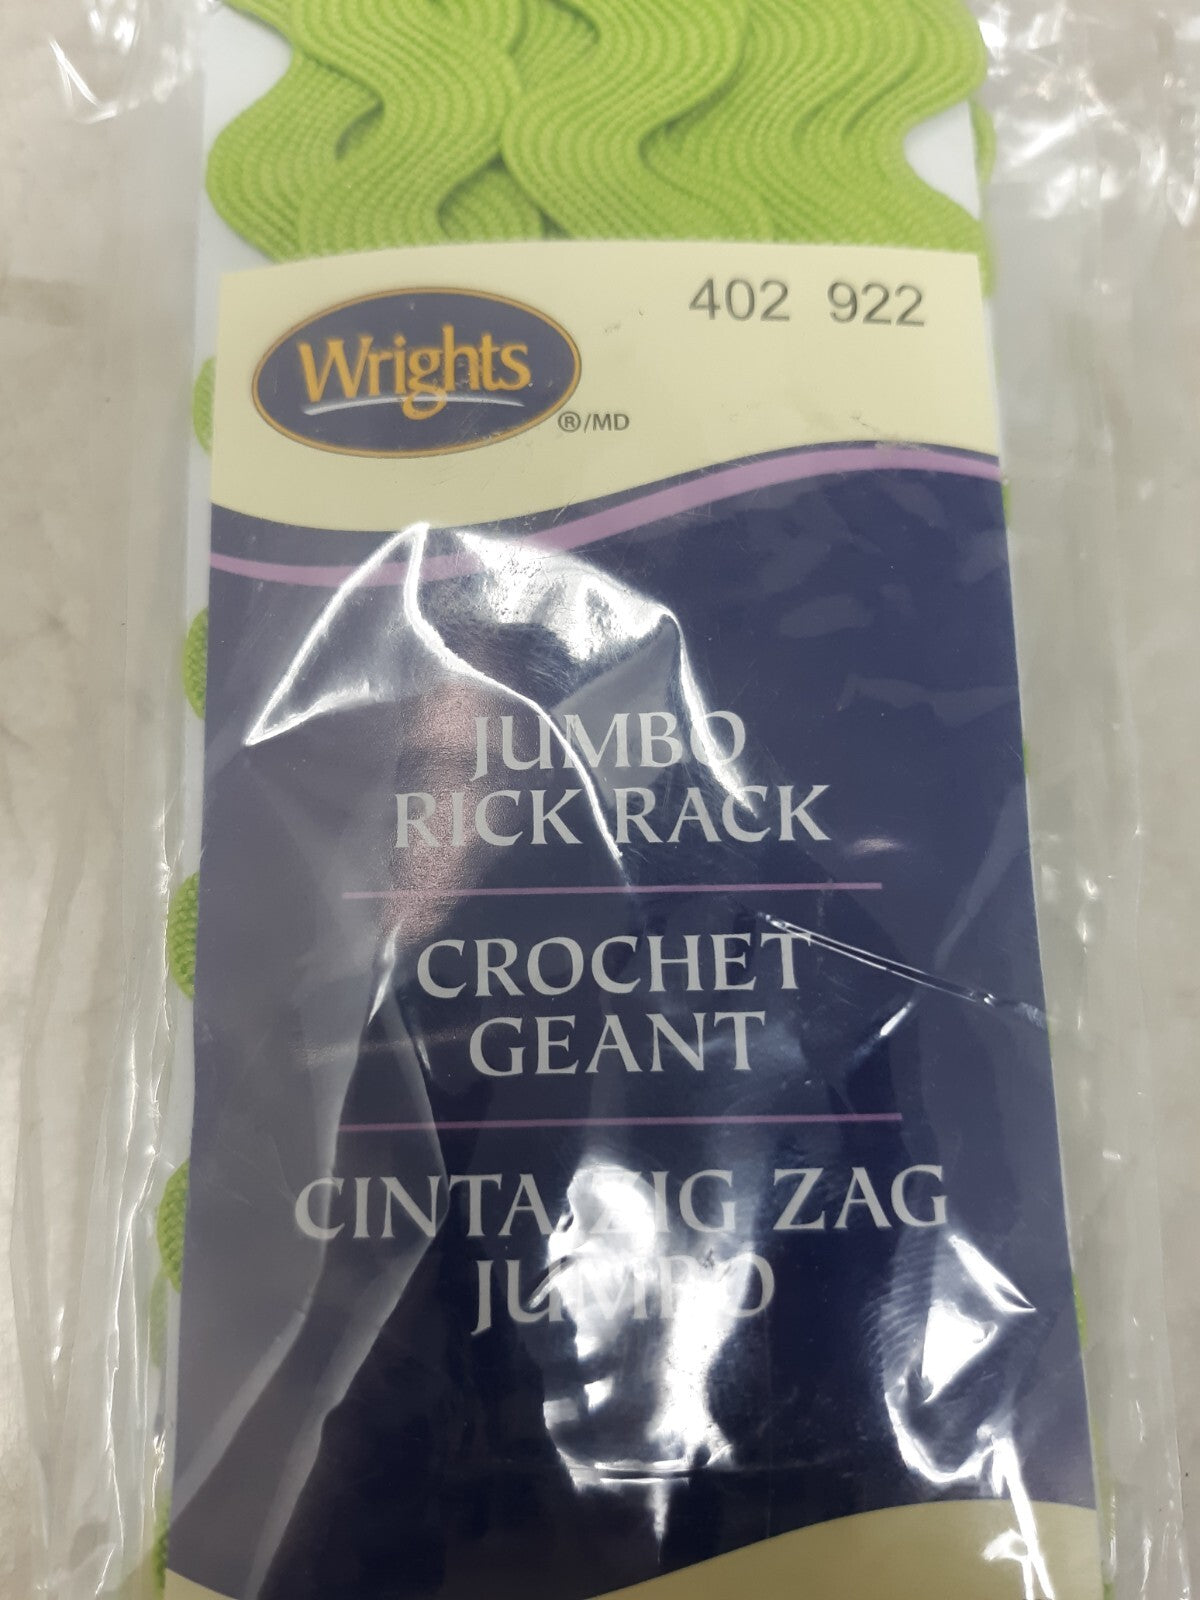 402 922
Wrights
®/MD
JUMBO
RICK RACK
CROCHET
GEANT
CINTA ZIG ZAG
JUMBO